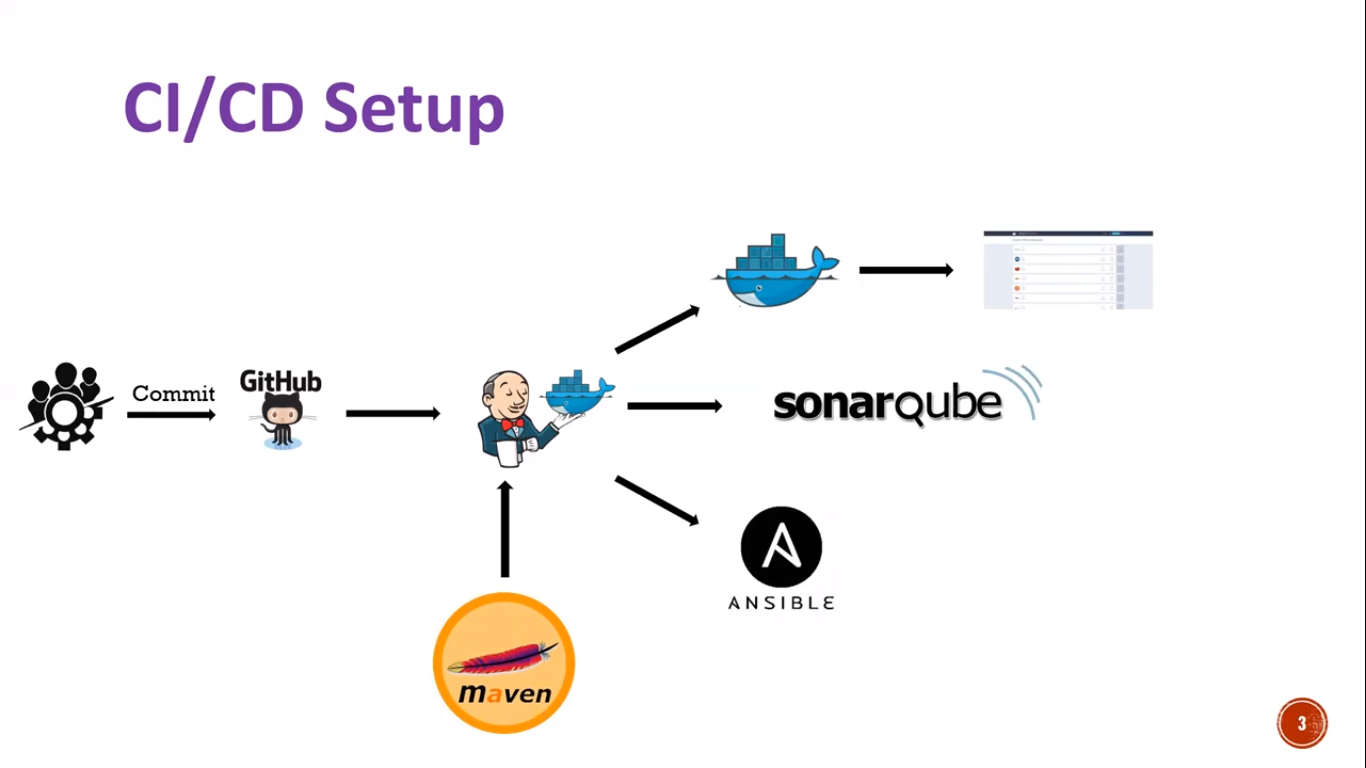 CI/CD Setup
Commit
GitHub
sonarqube
ANSIBLE
maven
3